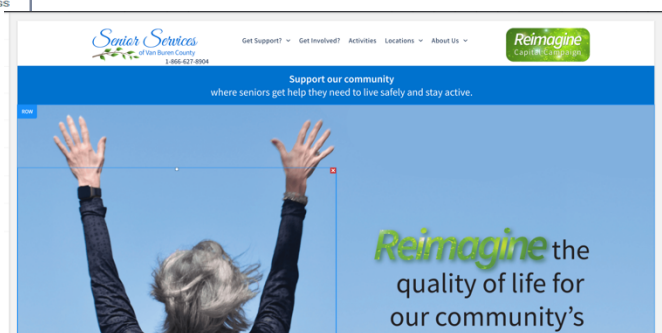 ss
Senior Services
of Van Buren County
1-866-627-8904
Get Support? Get Involved? Activities Locations About Us
Reimagine
Capital Campaign
Support our community
where seniors get help they need to live safely and stay active.
ROW
Reimagine the
quality of life for
our community's